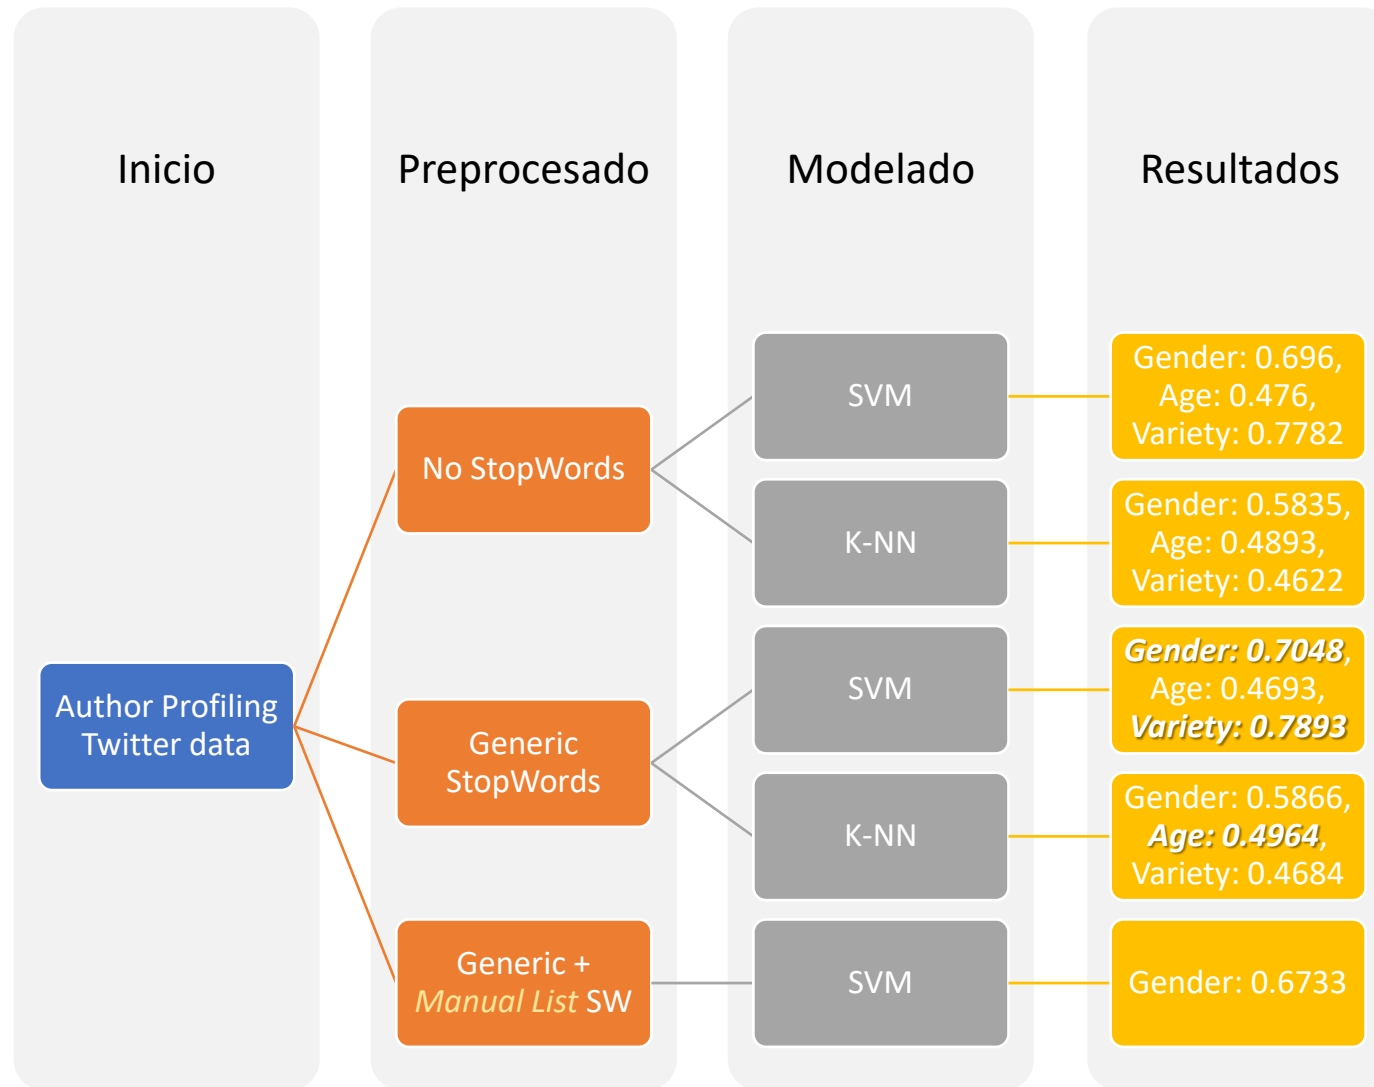 Inicio
Preprocesado
Modelado
Resultados
Author Profiling
Twitter data
No StopWords
SVM
Gender: 0.696,
Age: 0.476,
Variety: 0.7782
K-NN
Gender: 0.5835,
Age: 0.4893,
Variety: 0.4622
Generic
StopWords
SVM
Gender: 0.7048,
Age: 0.4693,
Variety: 0.7893
K-NN
Gender: 0.5866,
Age: 0.4964,
Variety: 0.4684
Generic +
Manual List SW
SVM
Gender: 0.6733